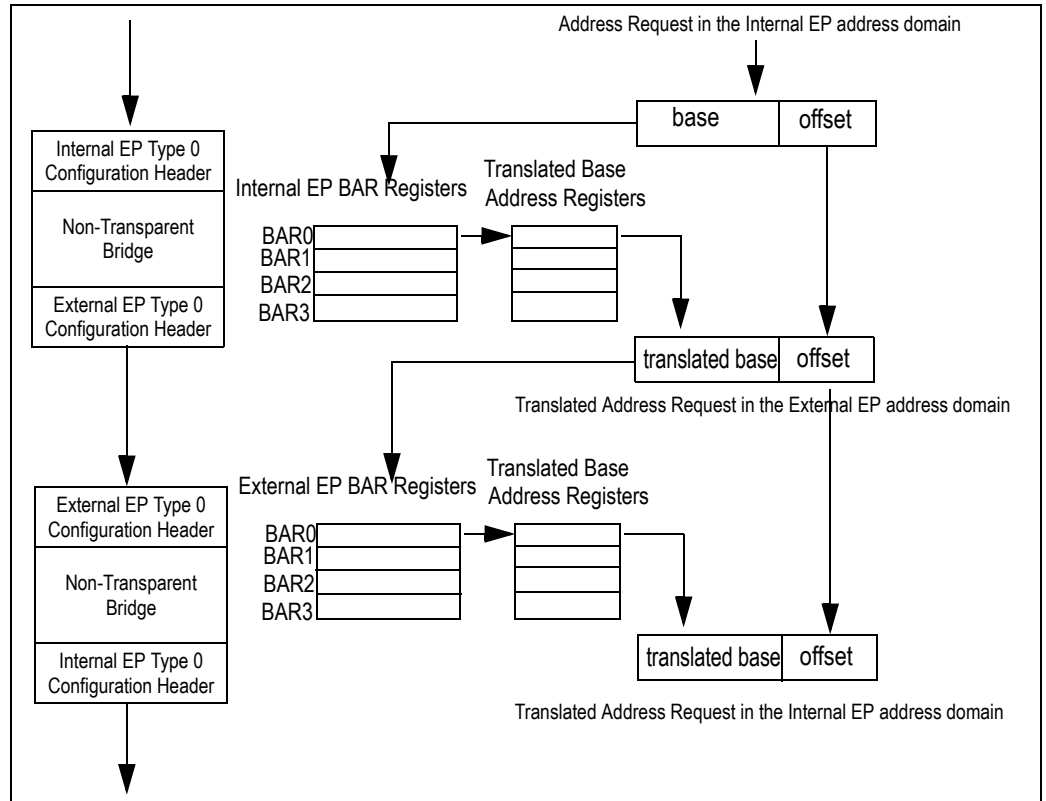 Address Request in the Internal EP address domain
base
offset
Internal EP Type 0
Configuration Header
Non-Transparent
Bridge
External EP Type 0
Configuration Header
Internal EP BAR Registers
Translated Base
Address Registers
BAR0
BAR1
BAR2
BAR3
translated base
offset
Translated Address Request in the External EP address domain
External EP BAR Registers
Translated Base
Address Registers
External EP Type 0
Configuration Header
Non-Transparent
Bridge
Internal EP Type 0
Configuration Header
BAR0
BAR1
BAR2
BAR3
translated base
offset
Translated Address Request in the Internal EP address domain